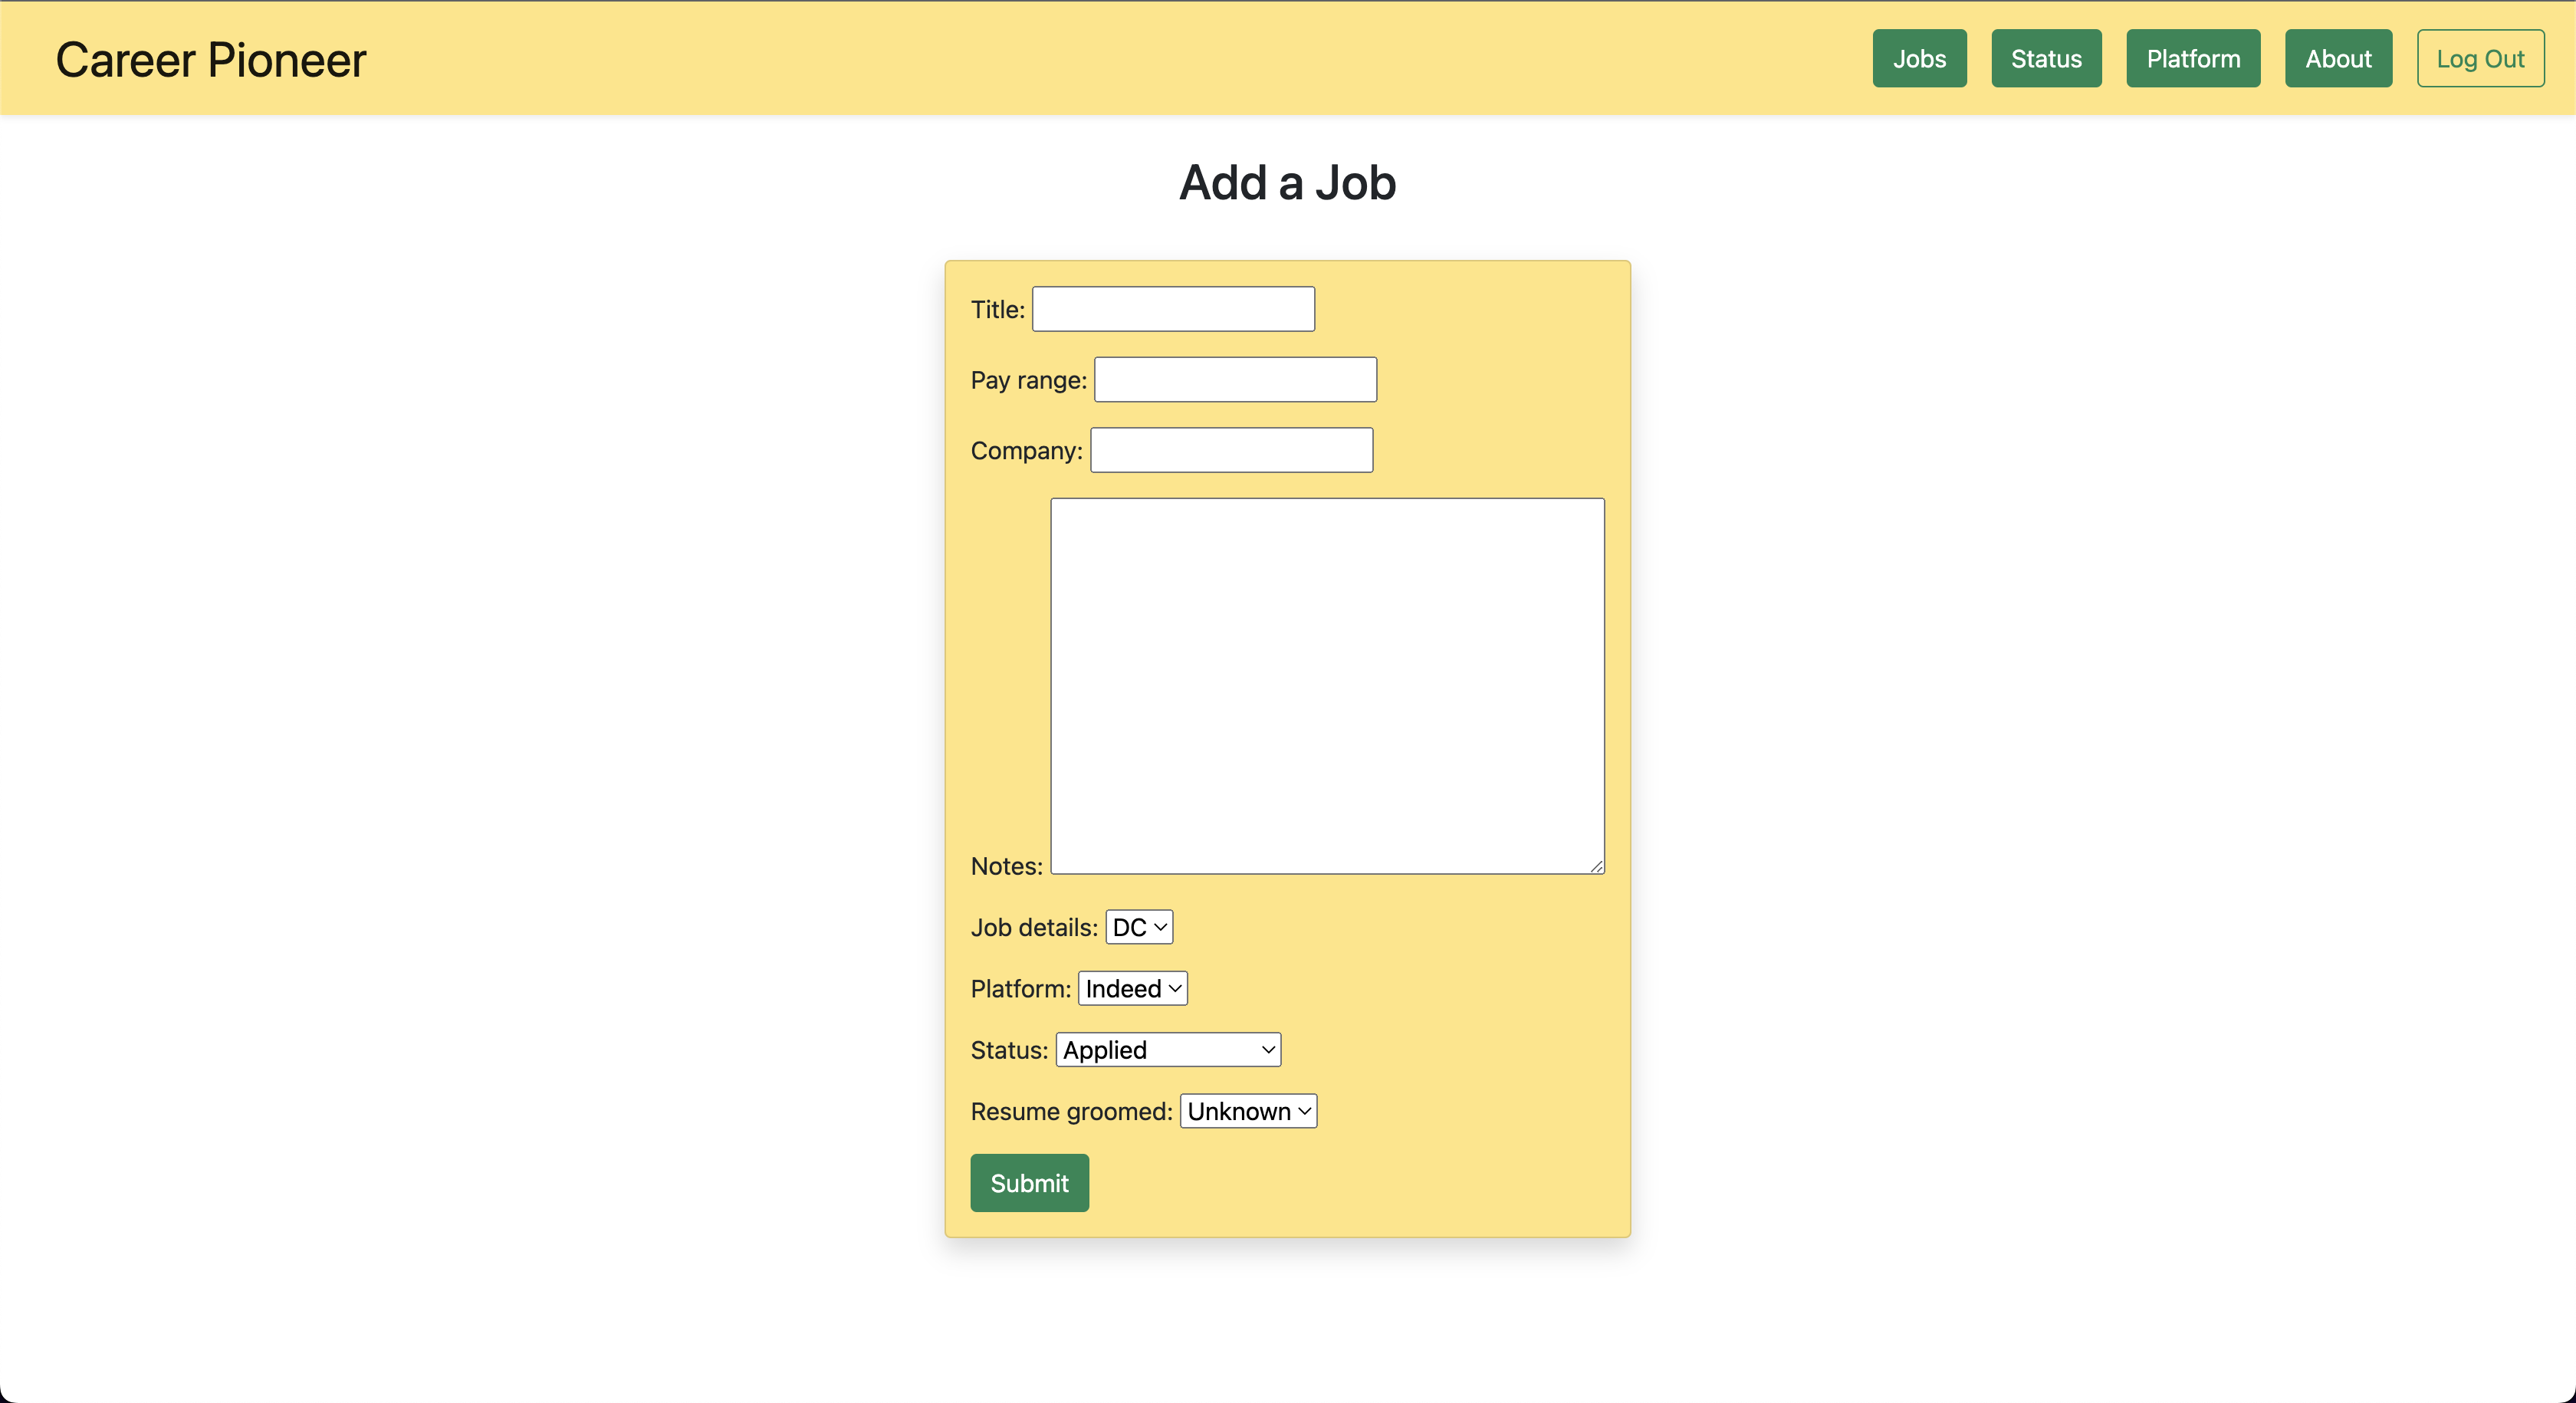 Career Pioneer Jobs Status Platform About Log Out
Add a Job
Title:
Pay range:
Company:
Notes:
Job details: DC
Platform: Indeed
Status: Applied
Resume groomed: Unknown
Submit